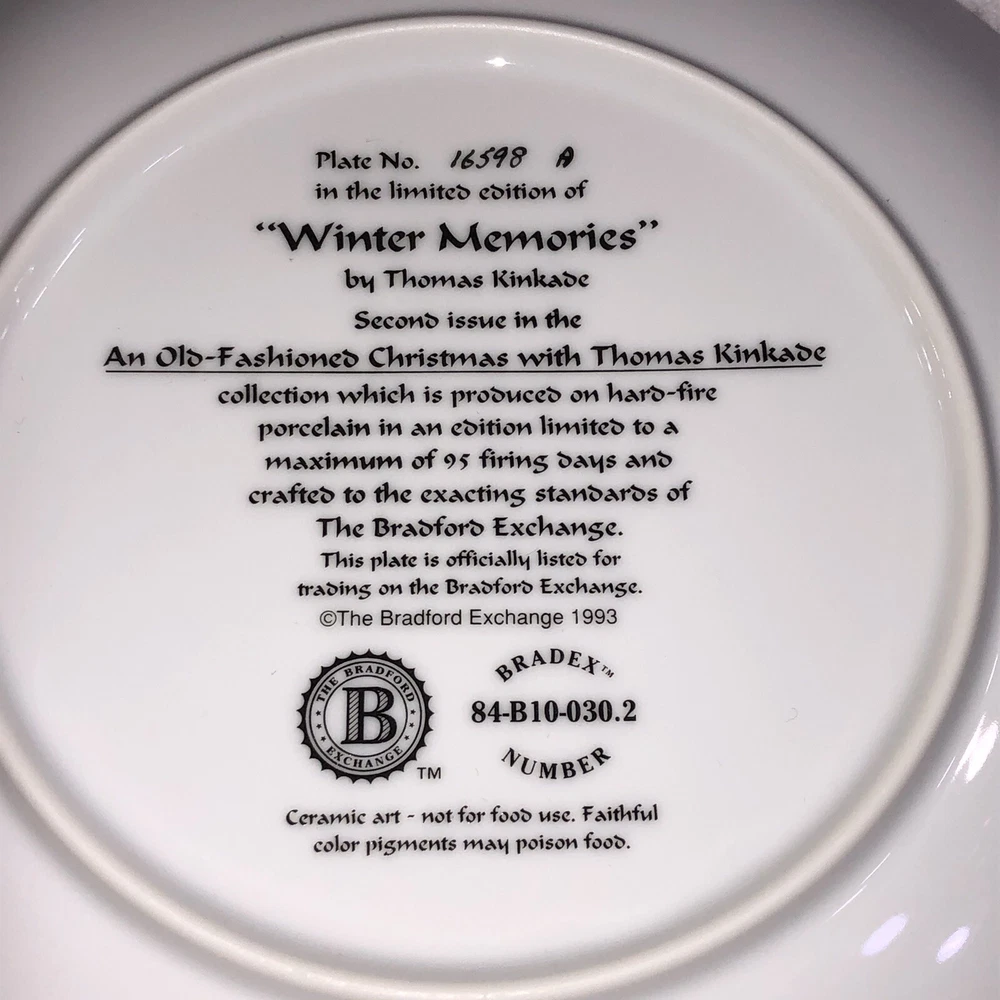 Plate No. 16598 A
in the limited edition of
“Winter Memories”
by Thomas Kinkade
Second issue in the
An Old-Fashioned Christmas with Thomas Kinkade
collection which is produced on hard-fire
porcelain in an edition limited to a
maximum of 95 firing days and
crafted to the exacting standards of
The Bradford Exchange.
This plate is officially listed for
trading on the Bradford Exchange.
©The Bradford Exchange 1993
THE BRADFORD
B
EXCHANGE
TM
BRADEX™
84-B10-030.2
NUMBER
Ceramic art - not for food use. Faithful
color pigments may poison food.